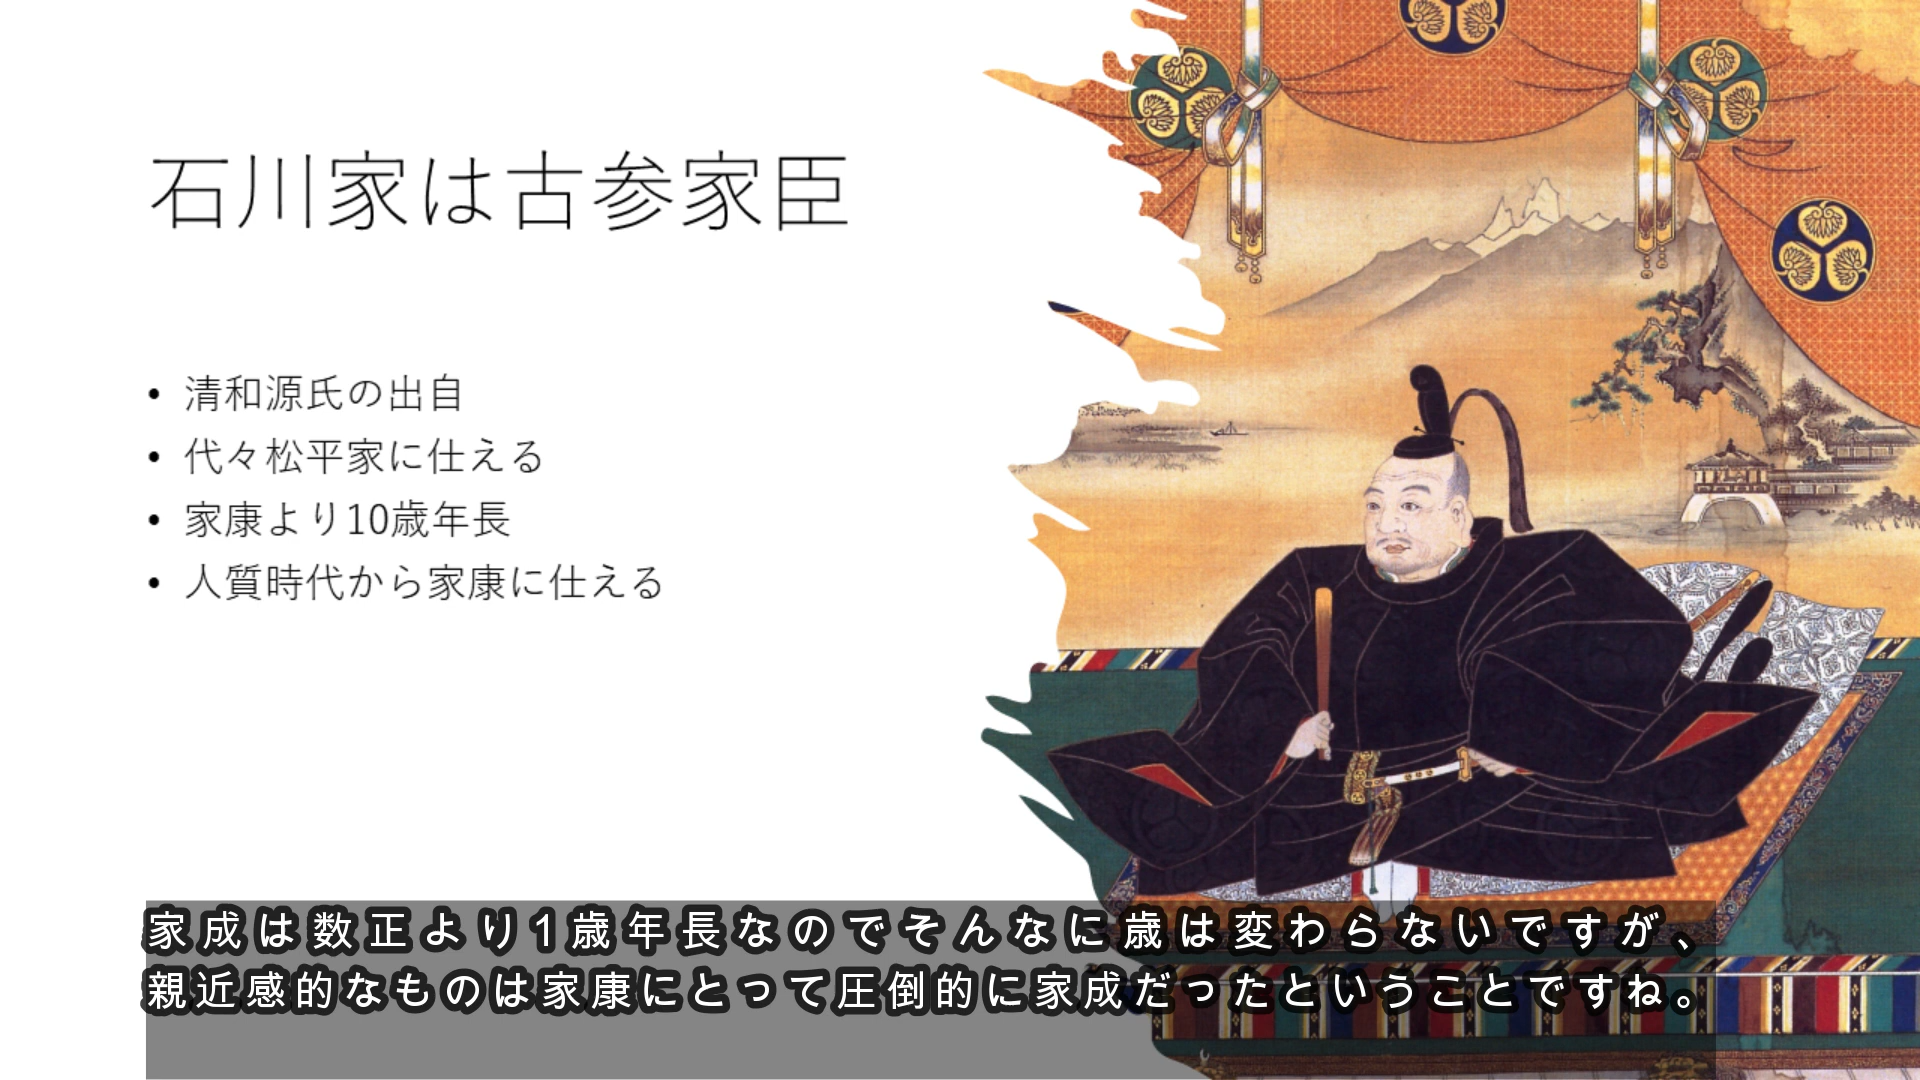 石川家は古参家臣
• 清和源氏の出自
• 代々松平家に仕える
• 家康より10歳年長
• 人質時代から家康に仕える
家成は数正より1歳年長なのでそんなに歳は変わらないですが、
親近感的なものは家康にとって圧倒的に家成だったということですね。